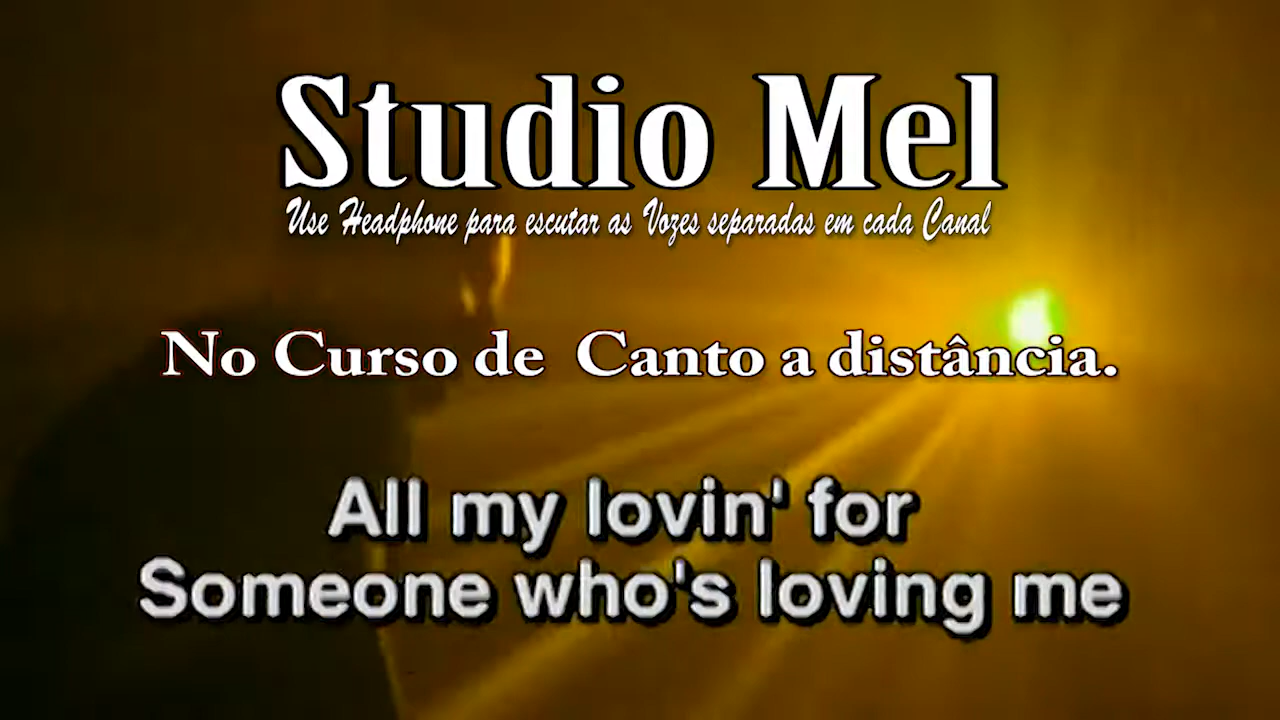 Studio Mel
Use Headphone para escutar as Vozes separadas em cada Canal
No Curso de Canto a distância.
All my lovin' for
Someone who's loving me